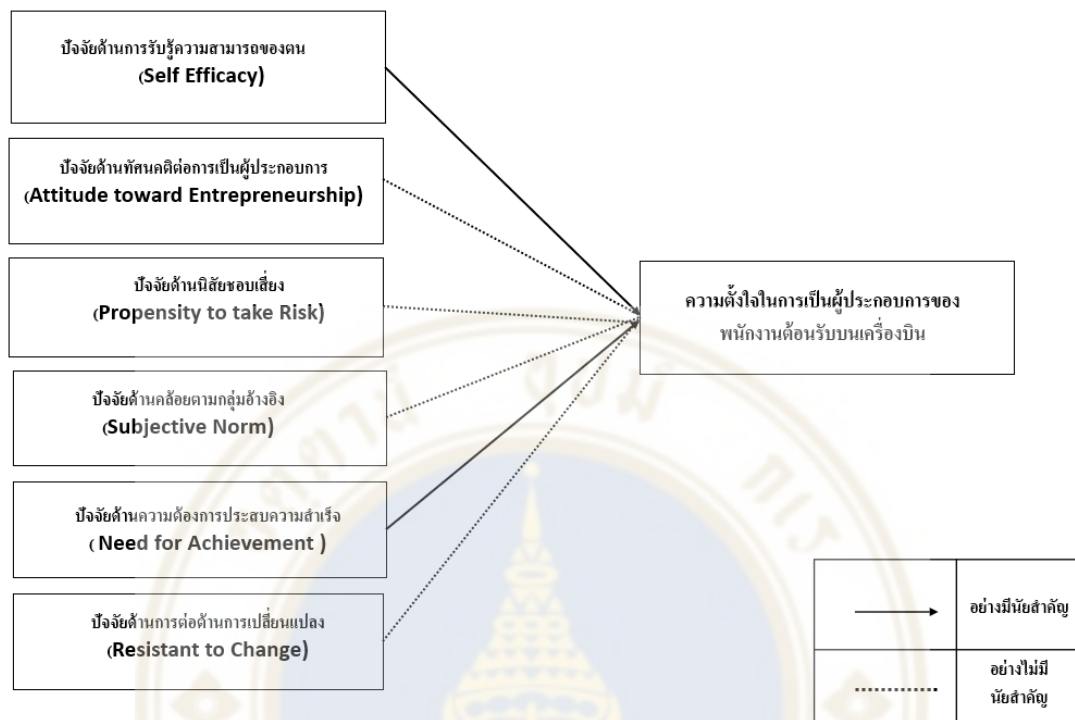 ปัจจัยด้านการรับรู้ความสามารถของตน
(Self Efficacy)
ปัจจัยด้านทัศนคติต่อการเป็นผู้ประกอบการ
(Attitude toward Entrepreneurship)
ปัจจัยด้านนิสัยชอบเสี่ยง
(Propensity to take Risk)
ปัจจัยด้านคล้อยตามกลุ่มอ้างอิง
(Subjective Norm)
ปัจจัยด้านความต้องการประสบความสำเร็จ
( Need for Achievement )
ปัจจัยด้านการต่อต้านการเปลี่ยนแปลง
(Resistant to Change)
ความตั้งใจในการเป็นผู้ประกอบการของ
พนักงานต้อนรับบนเครื่องบิน
อย่างมีนัยสำคัญ
อย่างไม่มี
นัยสำคัญ